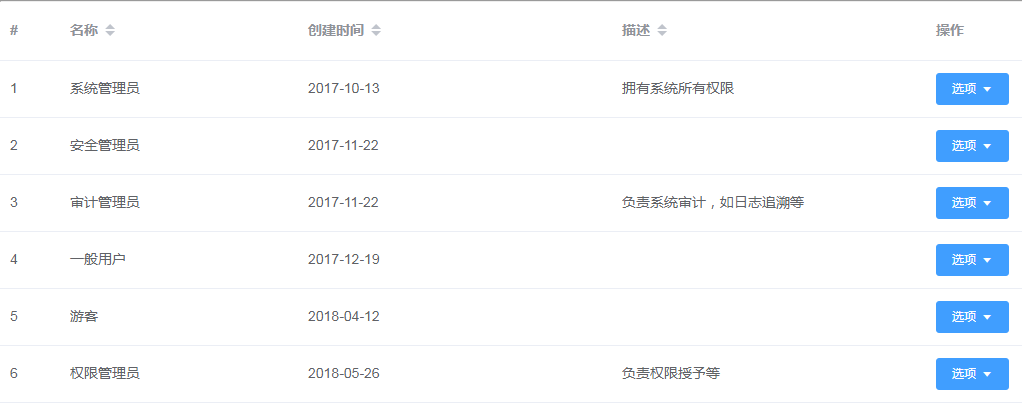 # 名称 创建时间 描述 操作
1 系统管理员 2017-10-13 拥有系统所有权限 选项
2 安全管理员 2017-11-22 选项
3 审计管理员 2017-11-22 负责系统审计，如日志追溯等 选项
4 一般用户 2017-12-19 选项
5 游客 2018-04-12 选项
6 权限管理员 2018-05-26 负责权限授予等 选项